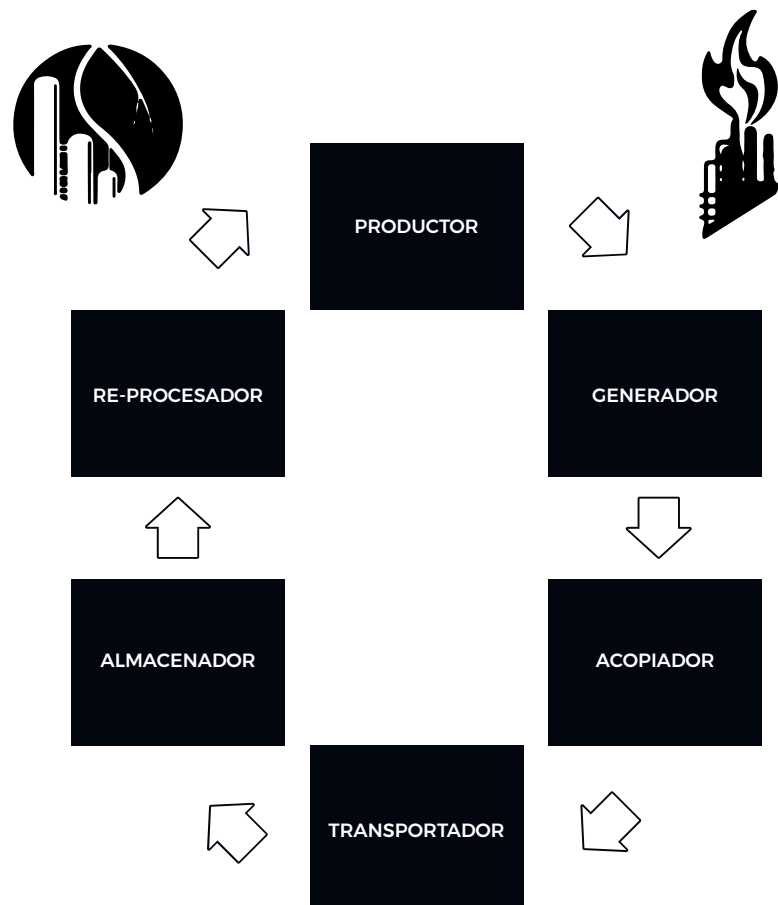 PRODUCTOR
GENERADOR
ACOPIADOR
TRANSPORTADOR
ALMACENADOR
RE-PROCESADOR